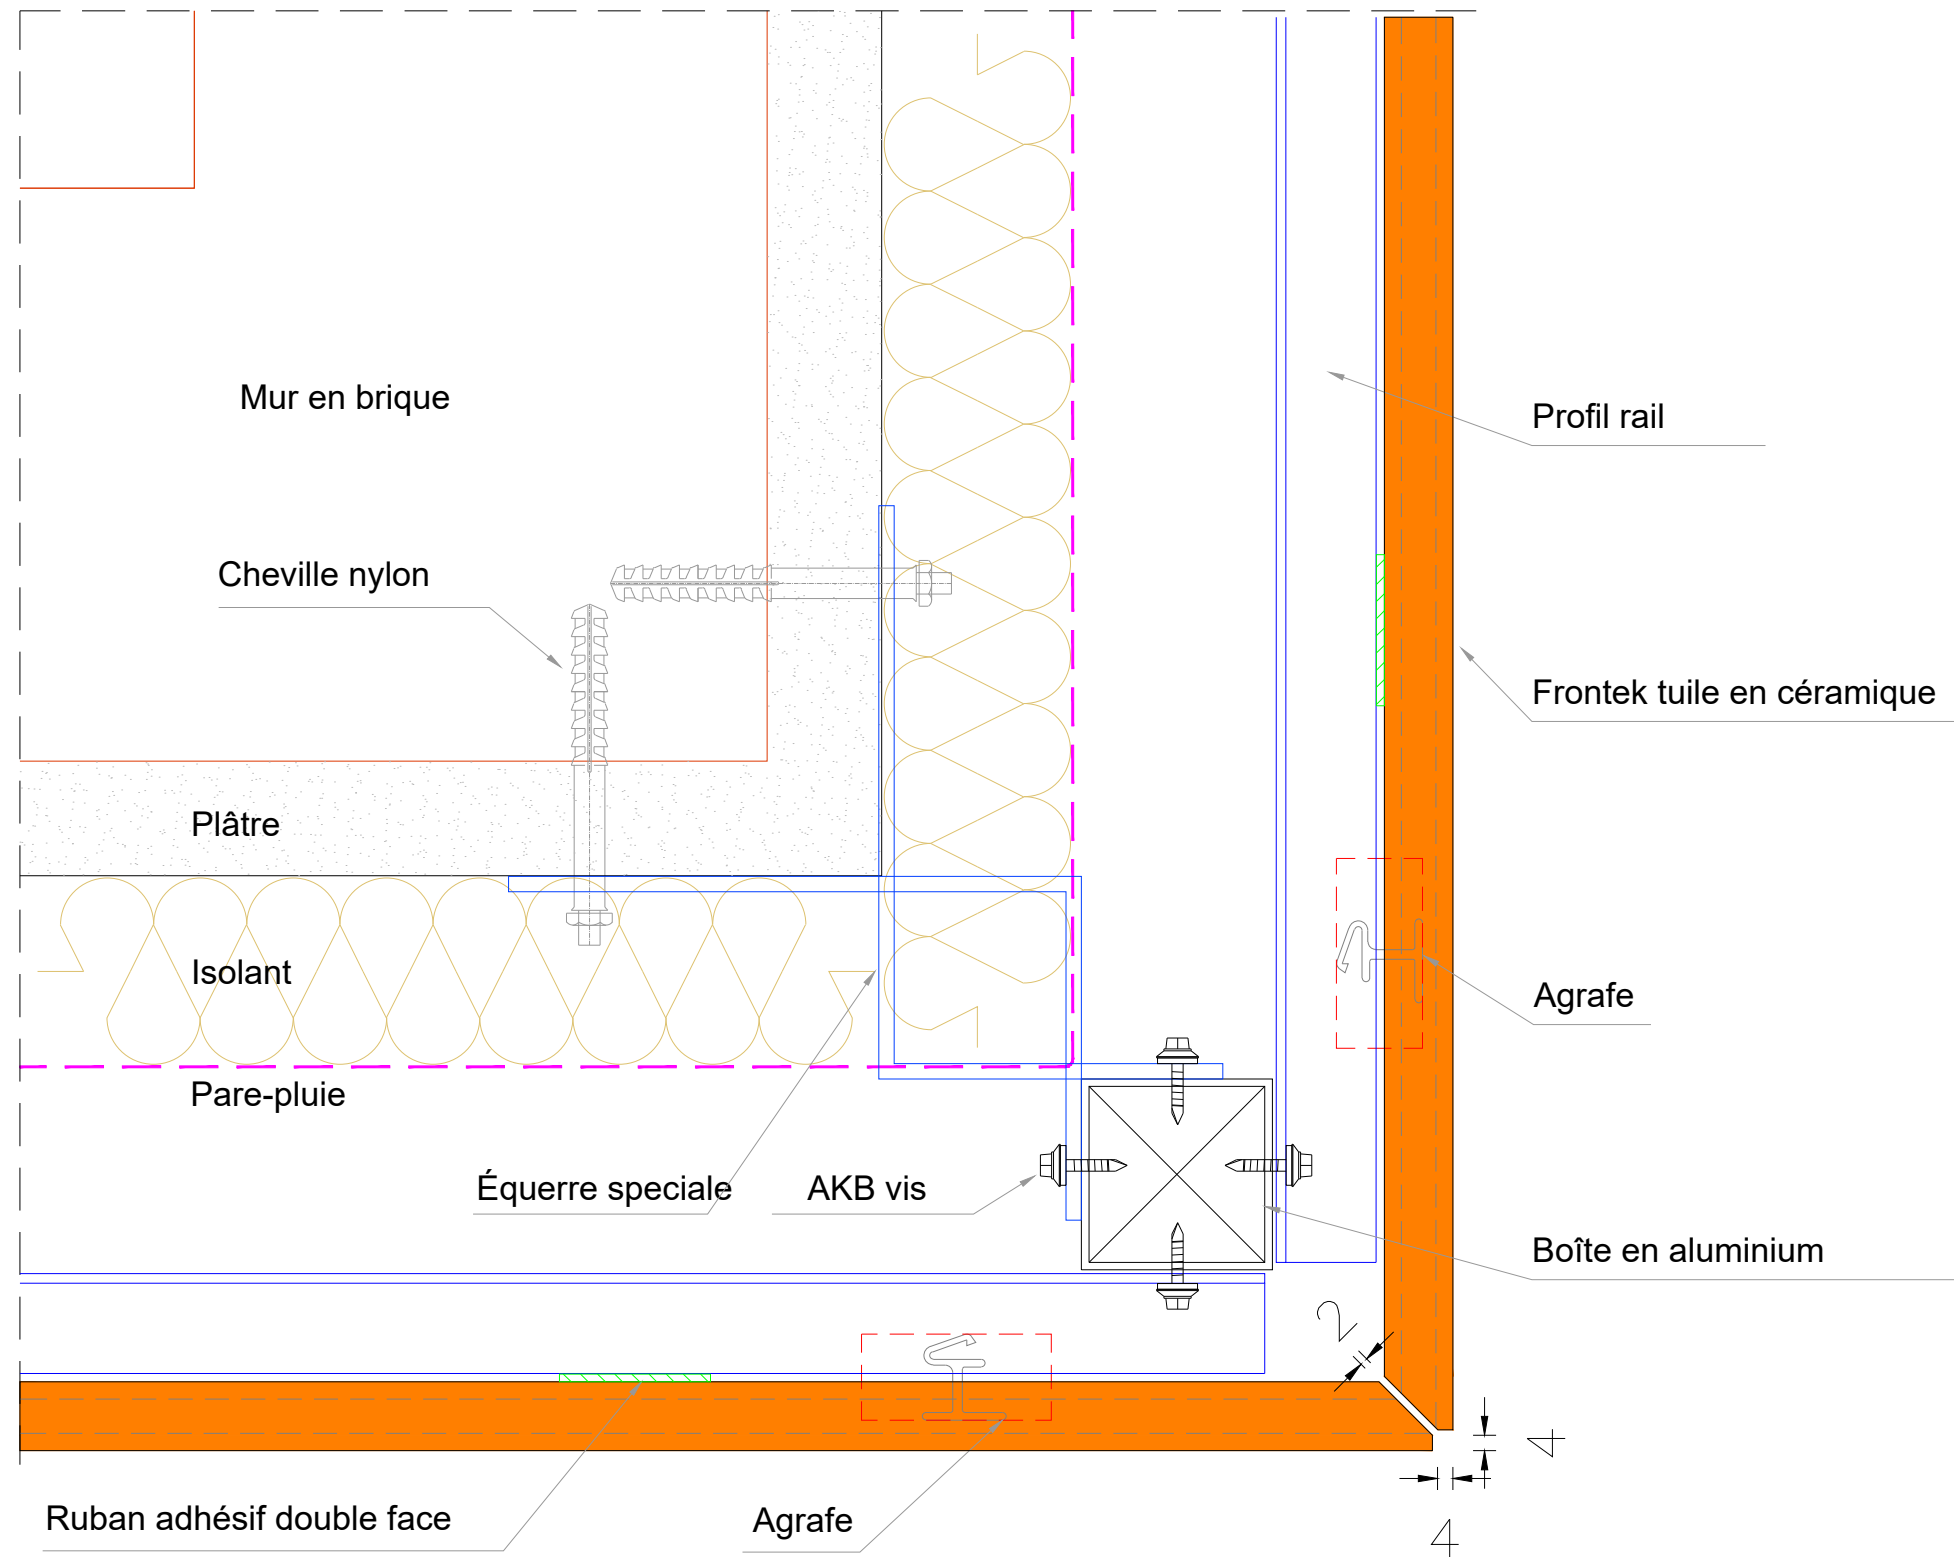 Mur en brique
Profil rail
Cheville nylon
Frontek tuile en céramique
Plâtre
Isolant
Agrafe
Pare-pluie
Équerre speciale
AKB vis
Boîte en aluminium
2
4
Ruban adhésif double face
Agrafe
4